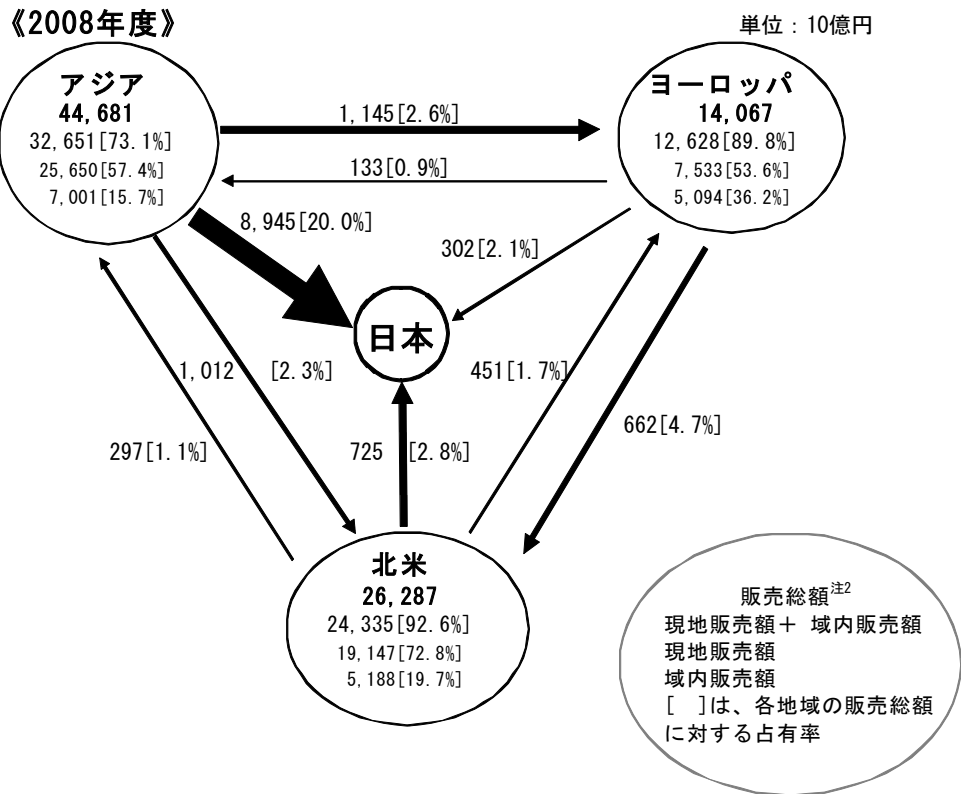 《2008年度》
単位：10億円
アジア
44,681
32,651[73.1%]
25,650[57.4%]
7,001[15.7%]
ヨーロッパ
14,067
12,628[89.8%]
7,533[53.6%]
5,094[36.2%]
1,145[2.6%]
133[0.9%]
8,945[20.0%]
302[2.1%]
日本
1,012 [2.3%]
451[1.7%]
297[1.1%]
725 [2.8%]
662[4.7%]
北米
26,287
24,335[92.6%]
19,147[72.8%]
5,188[19.7%]
販売総額注2
現地販売額＋ 域内販売額
現地販売額
域内販売額
[ ]は、各地域の販売総額
に対する占有率